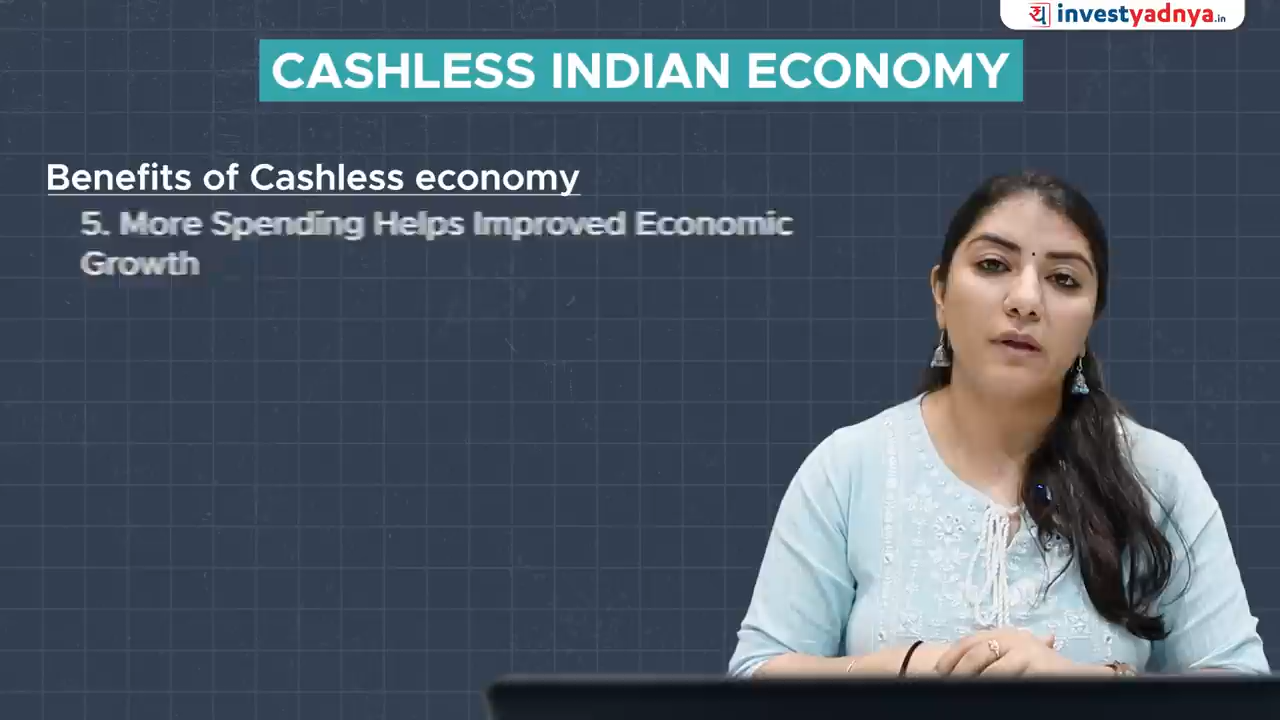 investyadnya.in
CASHLESS INDIAN ECONOMY
Benefits of Cashless economy
5. More Spending Helps Improved Economic
Growth